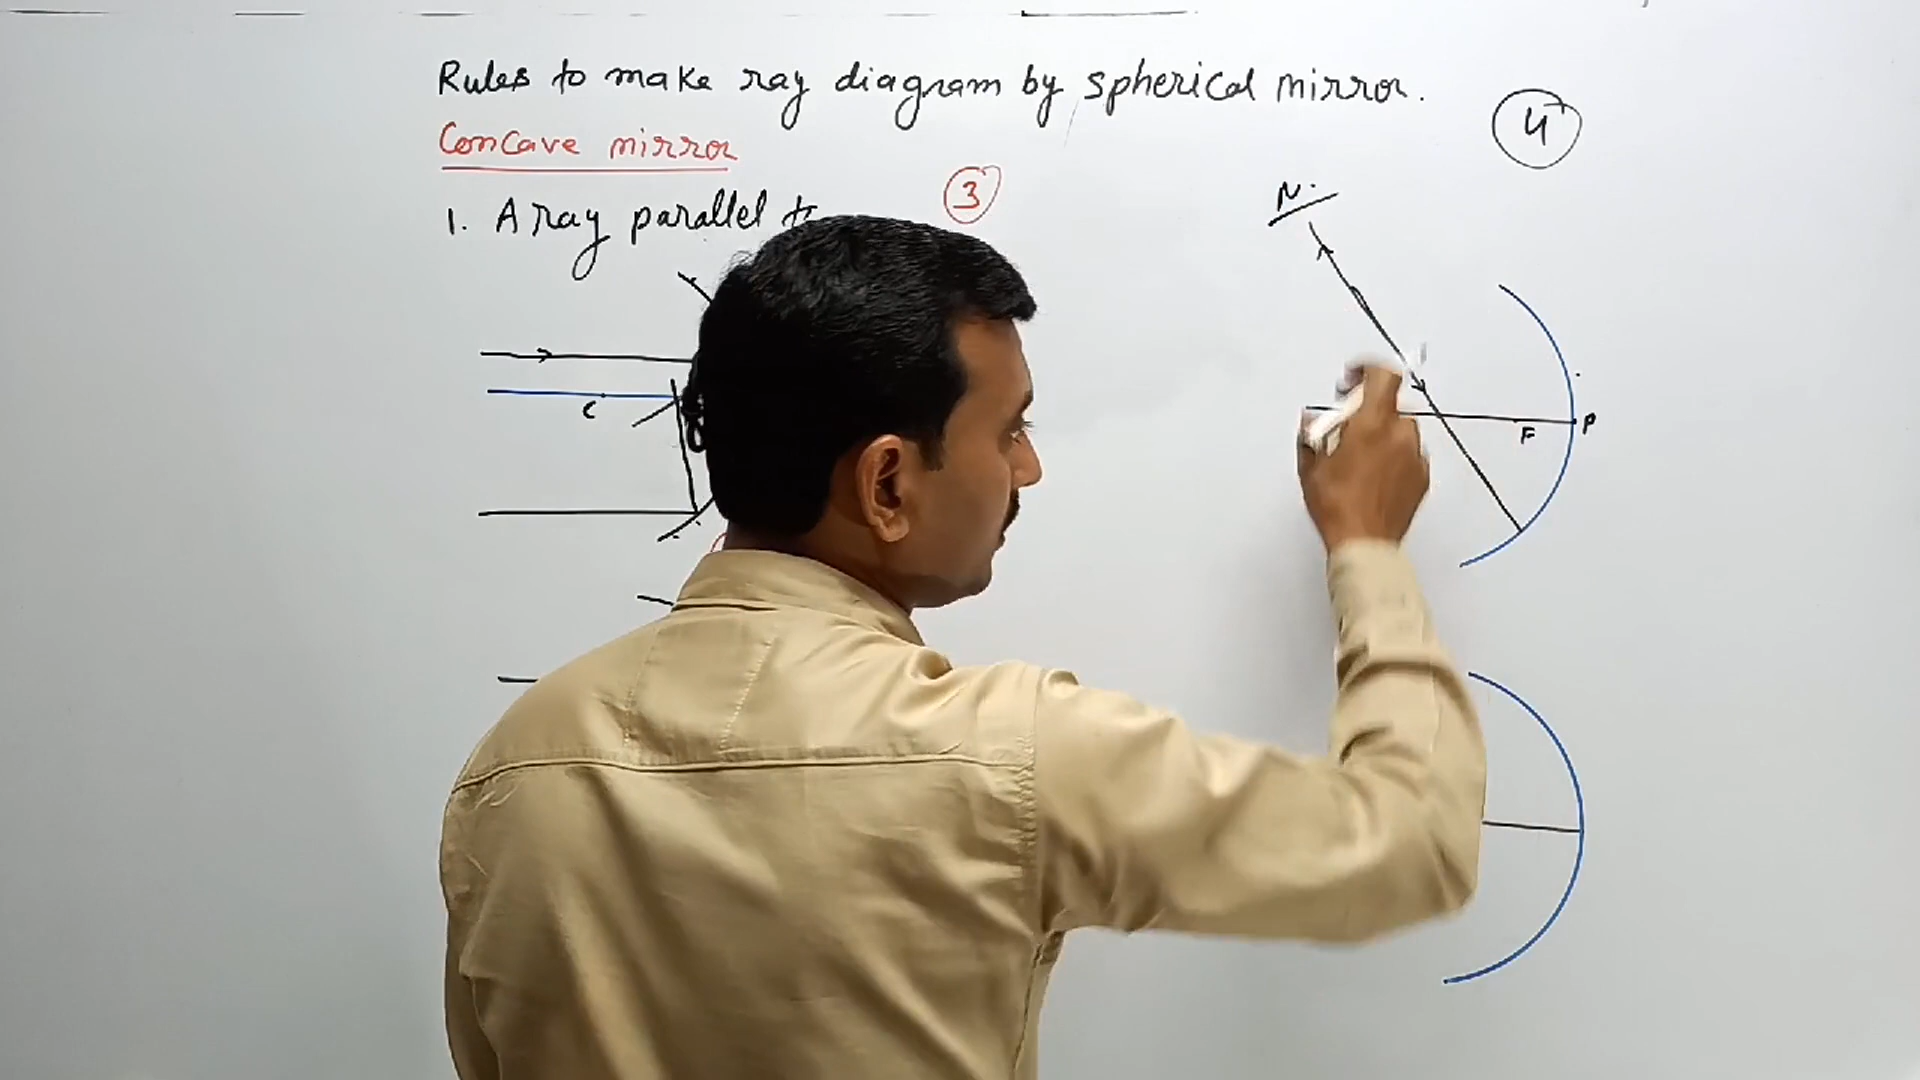 Rules to make ray diagram by spherical mirror.
4
Concave mirror
3
N.
1. A ray parallel to
C
F
P